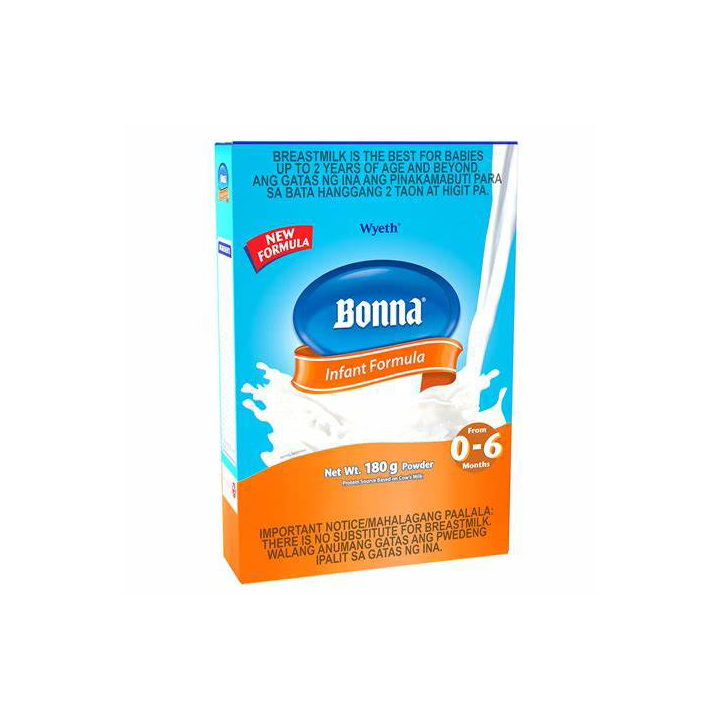 BREASTMILK IS THE BEST FOR BABIES
UP TO 2 YEARS OF AGE AND BEYOND.
ANG GATAS NG INA ANG PINAKAMABUTI PARA
SA BATA HANGGANG 2 TAON AT HIGIT PA.
Wyeth®
NEW
FORMULA
Bonna®
Infant Formula
From
0-6
Months
Net Wt. 180 g Powder
Protein Source Based on Cow's Milk
IMPORTANT NOTICE/MAHALAGANG PAALALA:
THERE IS NO SUBSTITUTE FOR BREASTMILK.
WALANG ANUMANG GATAS ANG PWEDENG
IPALIT SA GATAS NG INA.
BONNA